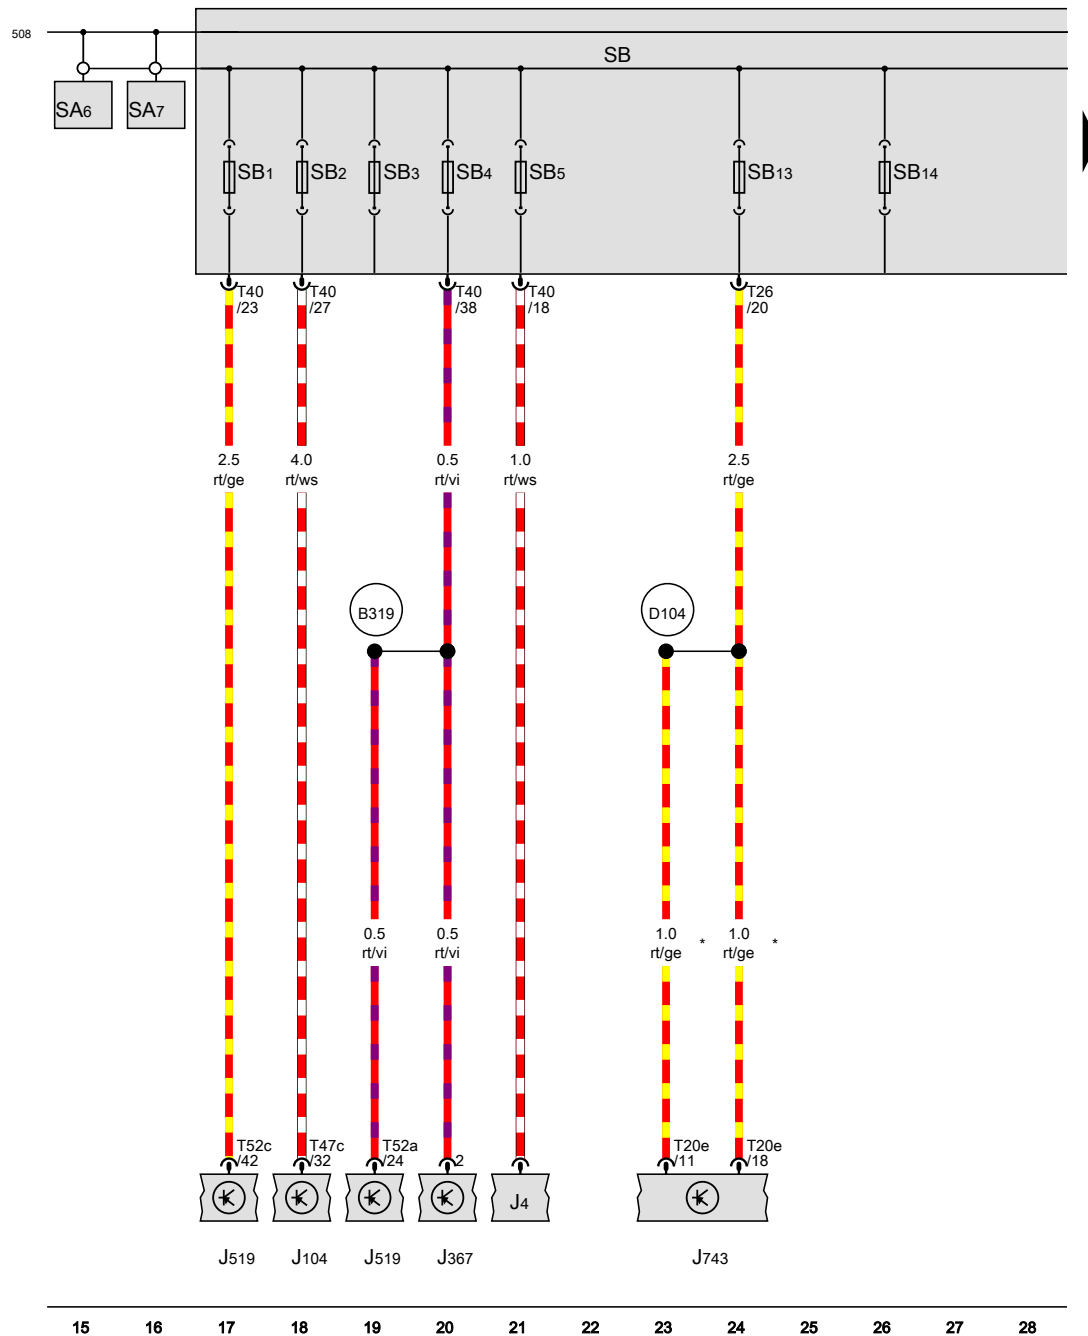 508
SB
SA6 SA7
SB1 SB2 SB3 SB4 SB5 SB13 SB14
T40 T40 T40 T40 T26
/23 /27 /38 /18 /20
2.5 4.0 0.5 1.0 2.5
rt/ge rt/ws rt/vi rt/ws rt/ge
B319 D104
0.5 0.5 1.0 1.0
rt/vi rt/vi rt/ge * rt/ge *
T52c T47c T52a T20e T20e
/42 /32 /24 2 /11 /18
J4
J519 J104 J519 J367 J743
15 16 17 18 19 20 21 22 23 24 25 26 27 28